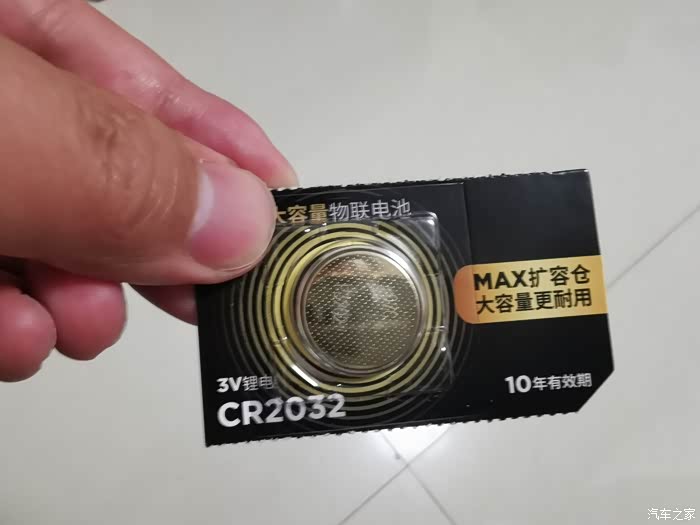 大容量物联电池
MAX扩容仓
大容量更耐用
3V锂电
CR2032
10年有效期
汽车之家